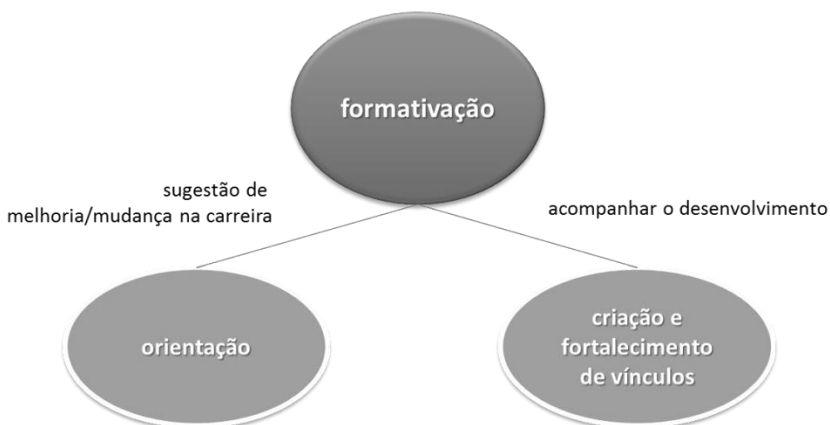 formativação
sugestão de
melhoria/mudança na carreira
acompanhar o desenvolvimento
orientação
criação e
fortalecimento
de vínculos